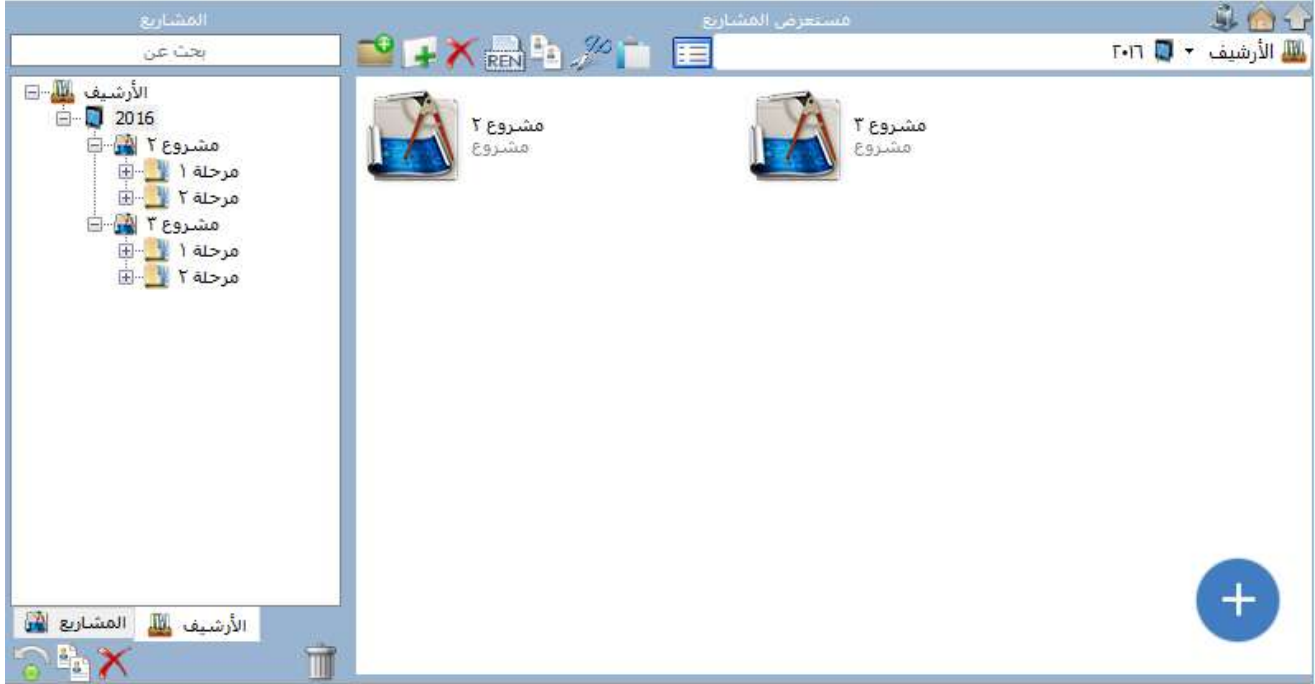 المشاريع
مستعرض المشاريع
بحث عن
REN
الأرشيف ٢٠١٦
الأرشيف
2016
مشروع ٢
مرحلة ١
مرحلة ٢
مشروع ٣
مرحلة ١
مرحلة ٢
مشروع ٢
مشروع
مشروع ٣
مشروع
المشاريع
الأرشيف